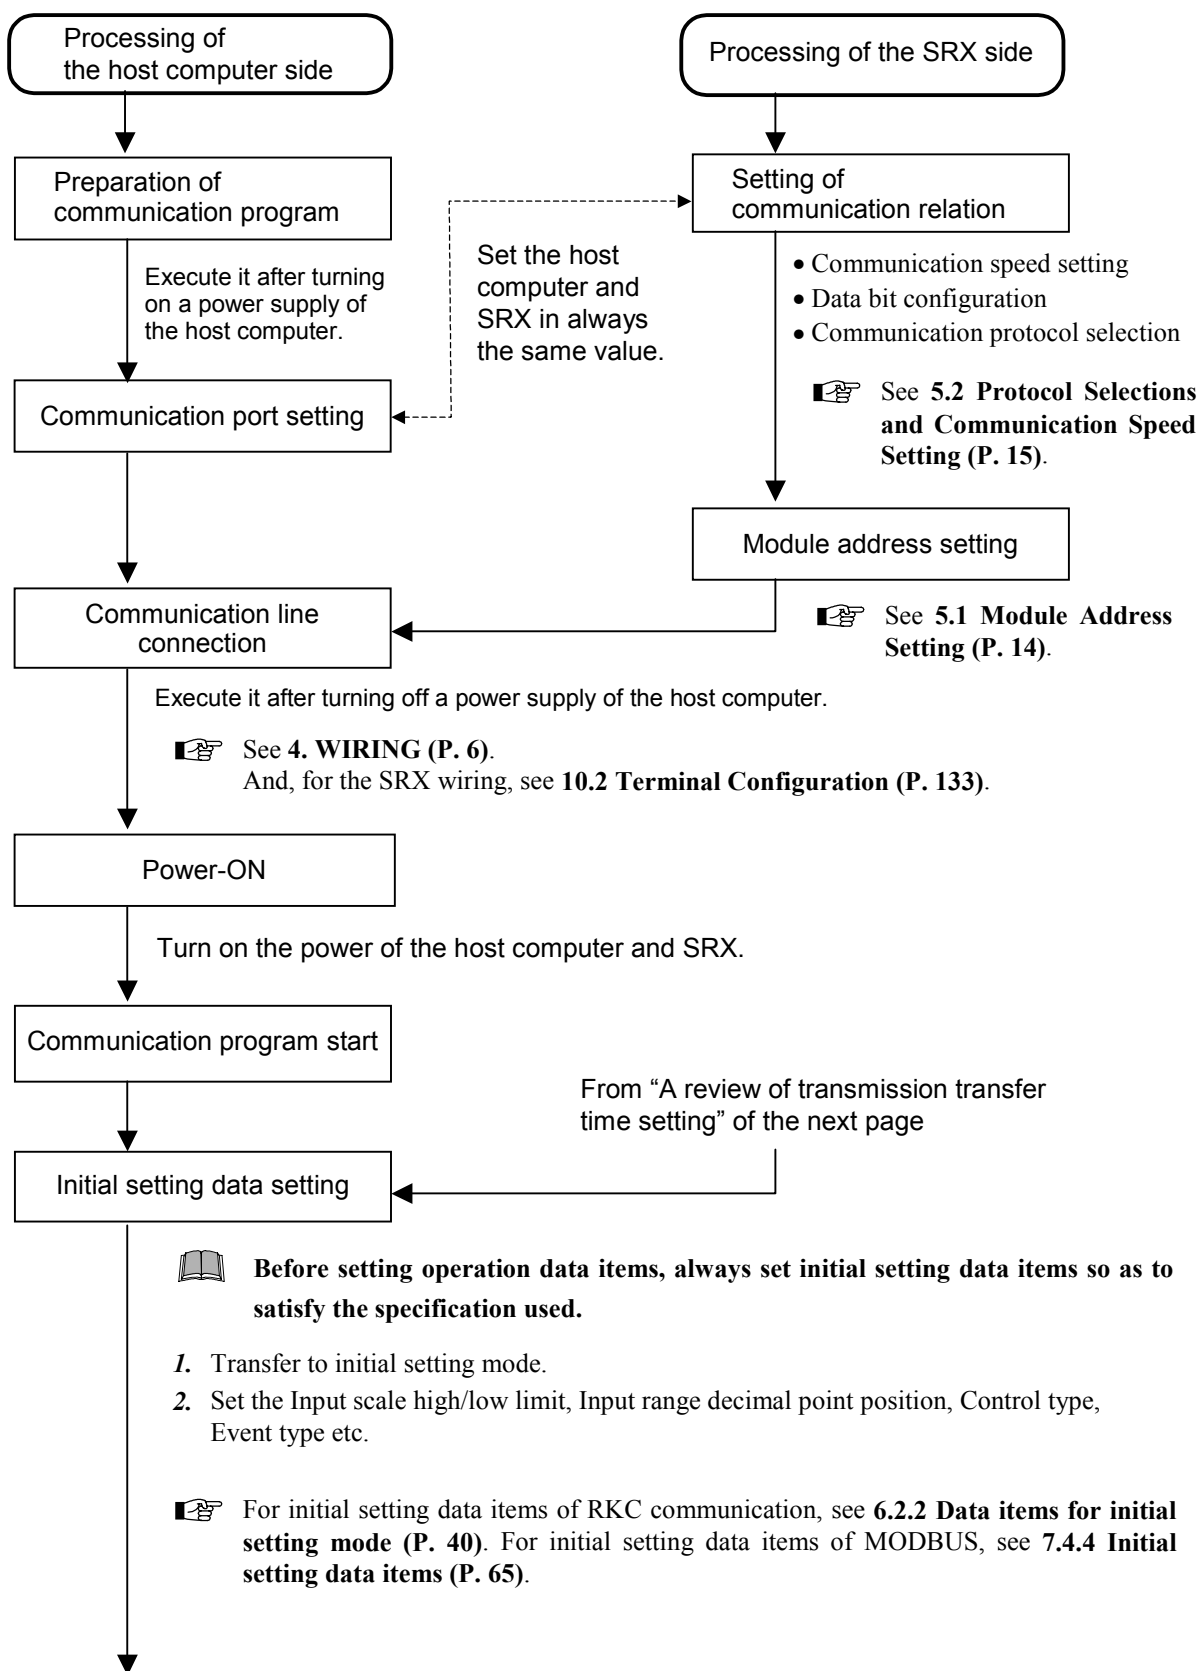 Processing of
the host computer side
Processing of the SRX side
Preparation of
communication program
Setting of
communication relation
Execute it after turning
on a power supply of
the host computer.
Set the host
computer and
SRX in always
the same value.
• Communication speed setting
• Data bit configuration
• Communication protocol selection
Communication port setting
See 5.2 Protocol Selections
and Communication Speed
Setting (P. 15).
Module address setting
Communication line
connection
See 5.1 Module Address
Setting (P. 14).
Execute it after turning off a power supply of the host computer.
See 4. WIRING (P. 6).
And, for the SRX wiring, see 10.2 Terminal Configuration (P. 133).
Power-ON
Turn on the power of the host computer and SRX.
Communication program start
From “A review of transmission transfer
time setting” of the next page
Initial setting data setting
Before setting operation data items, always set initial setting data items so as to
satisfy the specification used.
1. Transfer to initial setting mode.
2. Set the Input scale high/low limit, Input range decimal point position, Control type,
Event type etc.
For initial setting data items of RKC communication, see 6.2.2 Data items for initial
setting mode (P. 40). For initial setting data items of MODBUS, see 7.4.4 Initial
setting data items (P. 65).